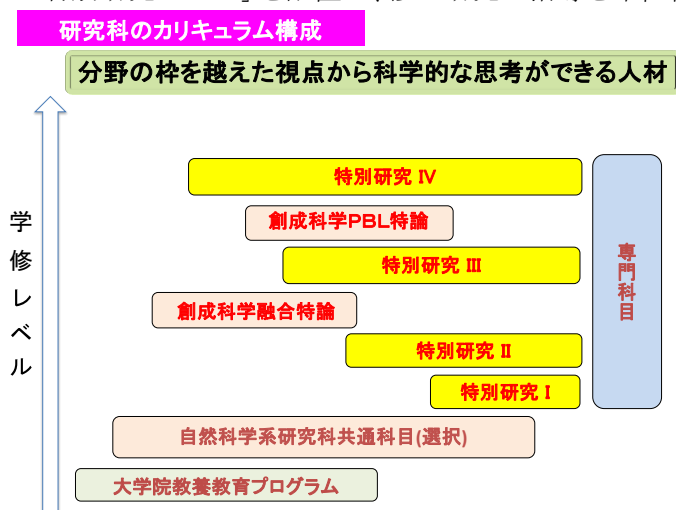 研究科のカリキュラム構成
分野の枠を越えた視点から科学的な思考ができる人材
特別研究 Ⅳ
創成科学PBL特論
特別研究 Ⅲ
創成科学融合特論
特別研究 Ⅱ
特別研究 Ⅰ
自然科学系研究科共通科目(選択)
大学院教養教育プログラム
学修レベル
専門科目